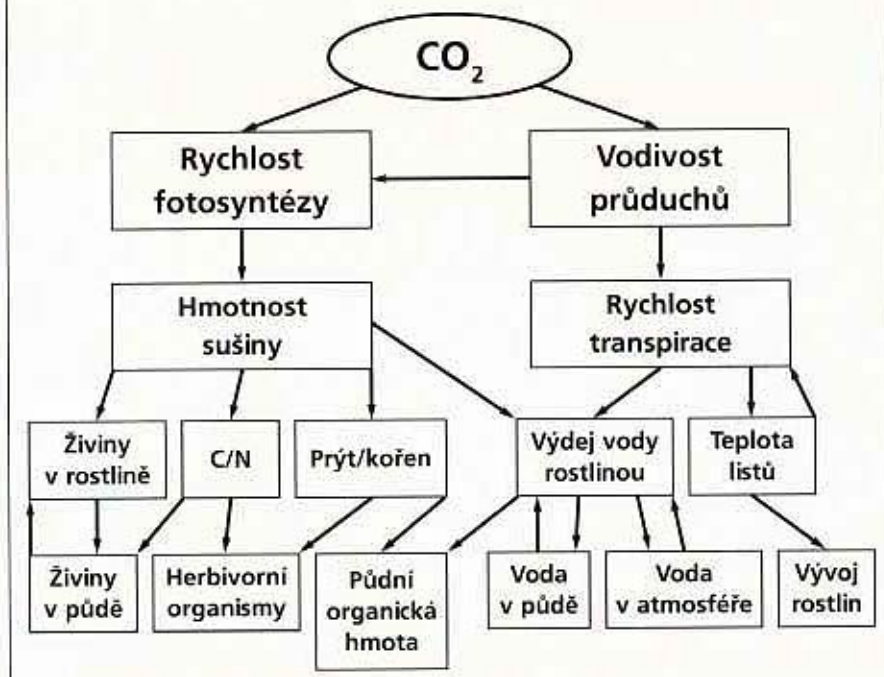 CO2
Rychlost
fotosyntézy
Vodivost
průduchů
Hmotnost
sušiny
Rychlost
transpirace
Živiny
v rostlině
C/N
Prýt/kořen
Výdej vody
rostlinou
Teplota
listů
Živiny
v půdě
Herbivorní
organismy
Půdní
organická
hmota
Voda
v půdě
Voda
v atmosféře
Vývoj
rostlin